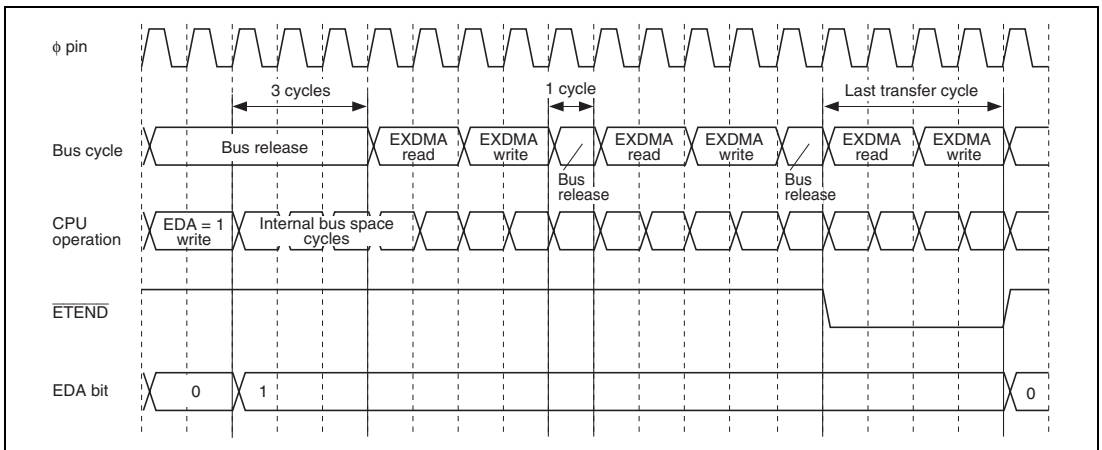 φ pin
3 cycles
1 cycle
Last transfer cycle
Bus cycle
Bus release
EXDMA
read
EXDMA
write
Bus
release
EXDMA
read
EXDMA
write
Bus
release
EXDMA
read
EXDMA
write
CPU
operation
EDA = 1
write
Internal bus space
cycles
ETEND
EDA bit
0
1
0